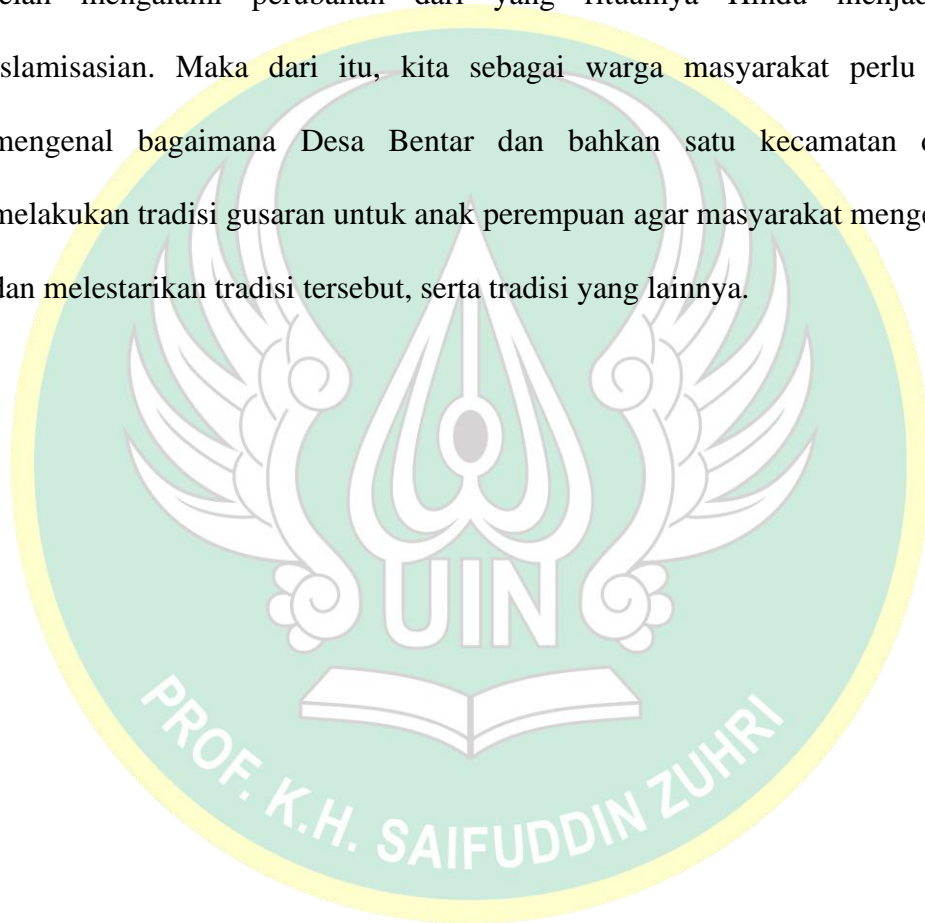 mengalami perubahan dari yang ritualnya Hindu
Islamisasian. Maka dari itu, kita sebagai warga masyarakat perlu
mengenal bagaimana Desa Bentar dan bahkan satu kecamatan
melakukan tradisi gusaran untuk anak perempuan agar masyarakat
dan melestarikan tradisi tersebut, serta tradisi yang lainnya.
UIN
PROF. K.H. SAIFUDDIN ZUHRI